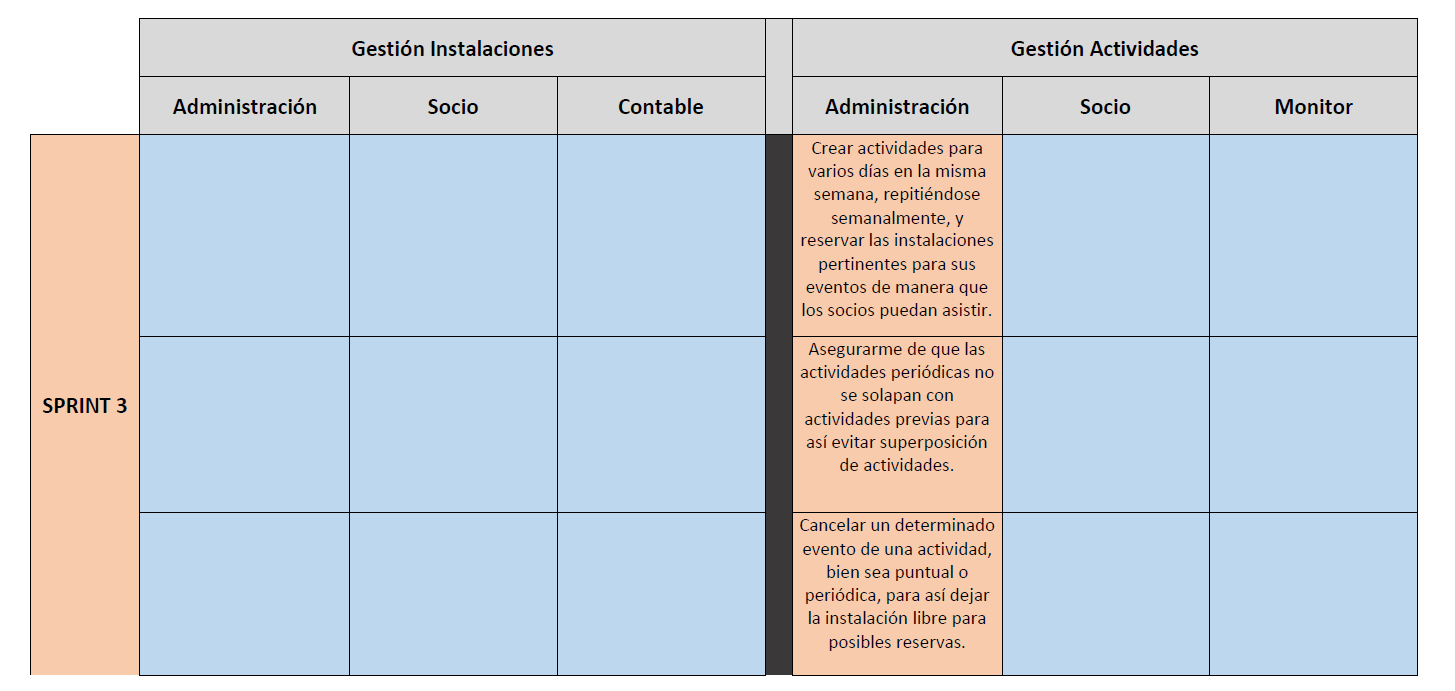 Gestión Instalaciones
Gestión Actividades
Administración
Socio
Contable
Administración
Socio
Monitor
SPRINT 3
Crear actividades para
varios días en la misma
semana, repitiéndose
semanalmente, y
reservar las instalaciones
pertinentes para sus
eventos de manera que
los socios puedan asistir.
Asegurarme de que las
actividades periódicas no
se solapan con
actividades previas para
así evitar superposición
de actividades.
Cancelar un determinado
evento de una actividad,
bien sea puntual o
periódica, para así dejar
la instalación libre para
posibles reservas.